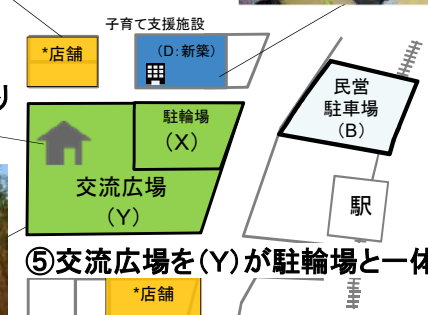 子育て支援施設
*店舗
(D:新築)
り
駐輪場
(X)
民営
駐車場
(B)
交流広場
(Y)
駅
⑤交流広場を(Y)が駐輪場と一体
*店舗